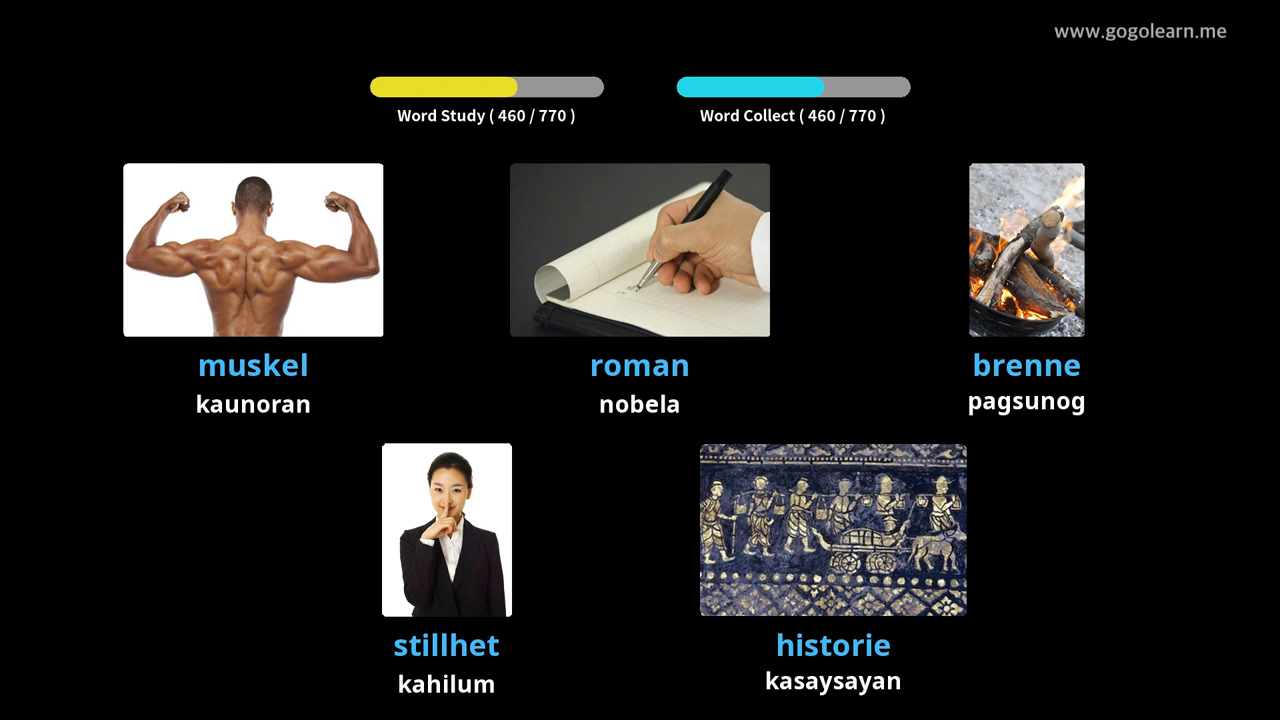 www.gogolearn.me
Word Study ( 460 / 770 )
Word Collect ( 460 / 770 )
muskel
kaunoran
roman
nobela
brenne
pagsunog
stillhet
kahilum
historie
kasaysayan